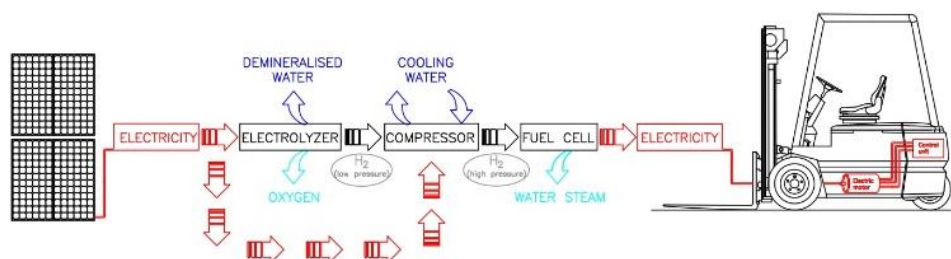 DEMINERALISED
WATER
COOLING
WATER
ELECTRICITY
ELECTROLYZER
COMPRESSOR
FUEL CELL
ELECTRICITY
Control
unit
H2
(low pressure)
H2
(high pressure)
Electric
motor
OXYGEN
WATER STEAM